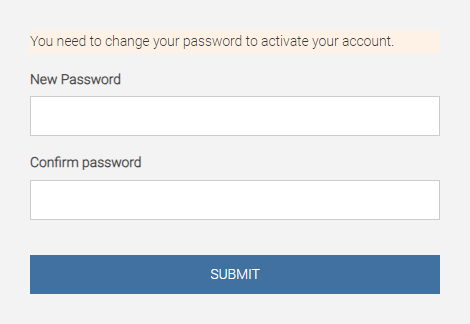 You need to change your password to activate your account.
New Password
Confirm password
SUBMIT